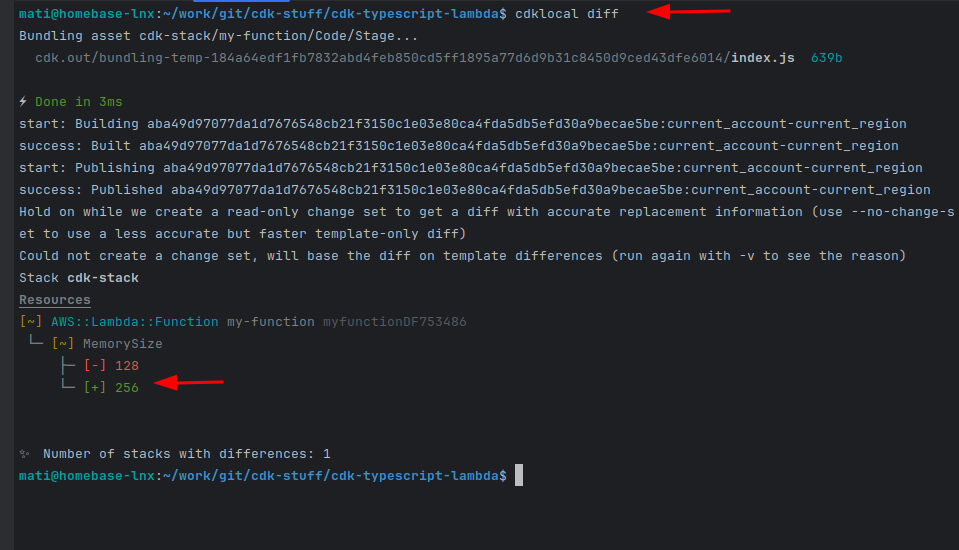 mati@homebase-lnx:~/work/git/cdk-stuff/cdk-typescript-lambda$ cdklocal diff
Bundling asset cdk-stack/my-function/Code/Stage...
cdk.out/bundling-temp-184a64edf1fb7832abd4feb850cd5ff1895a77d6d9b31c8450d9ced43dfe6014/index.js 639b
⚡ Done in 3ms
start: Building aba49d97077da1d7676548cb21f3150c1e03e80ca4fda5db5efd30a9becae5be:current_account-current_region
success: Built aba49d97077da1d7676548cb21f3150c1e03e80ca4fda5db5efd30a9becae5be:current_account-current_region
start: Publishing aba49d97077da1d7676548cb21f3150c1e03e80ca4fda5db5efd30a9becae5be:current_account-current_region
success: Published aba49d97077da1d7676548cb21f3150c1e03e80ca4fda5db5efd30a9becae5be:current_account-current_region
Hold on while we create a read-only change set to get a diff with accurate replacement information (use --no-change-s
et to use a less accurate but faster template-only diff)
Could not create a change set, will base the diff on template differences (run again with -v to see the reason)
Stack cdk-stack
Resources
[~] AWS::Lambda::Function my-function myfunctionDF753486
└─ [~] MemorySize
├─ [-] 128
└─ [+] 256
✨ Number of stacks with differences: 1
mati@homebase-lnx:~/work/git/cdk-stuff/cdk-typescript-lambda$